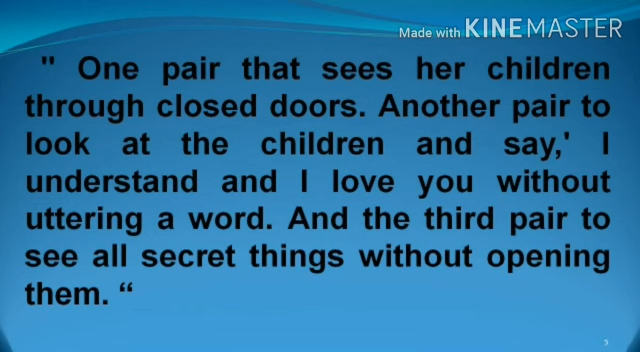 Made with KINEMASTER
" One pair that sees her children
through closed doors. Another pair to
look at the children and say,' I
understand and I love you without
uttering a word. And the third pair to
see all secret things without opening
them. “
5